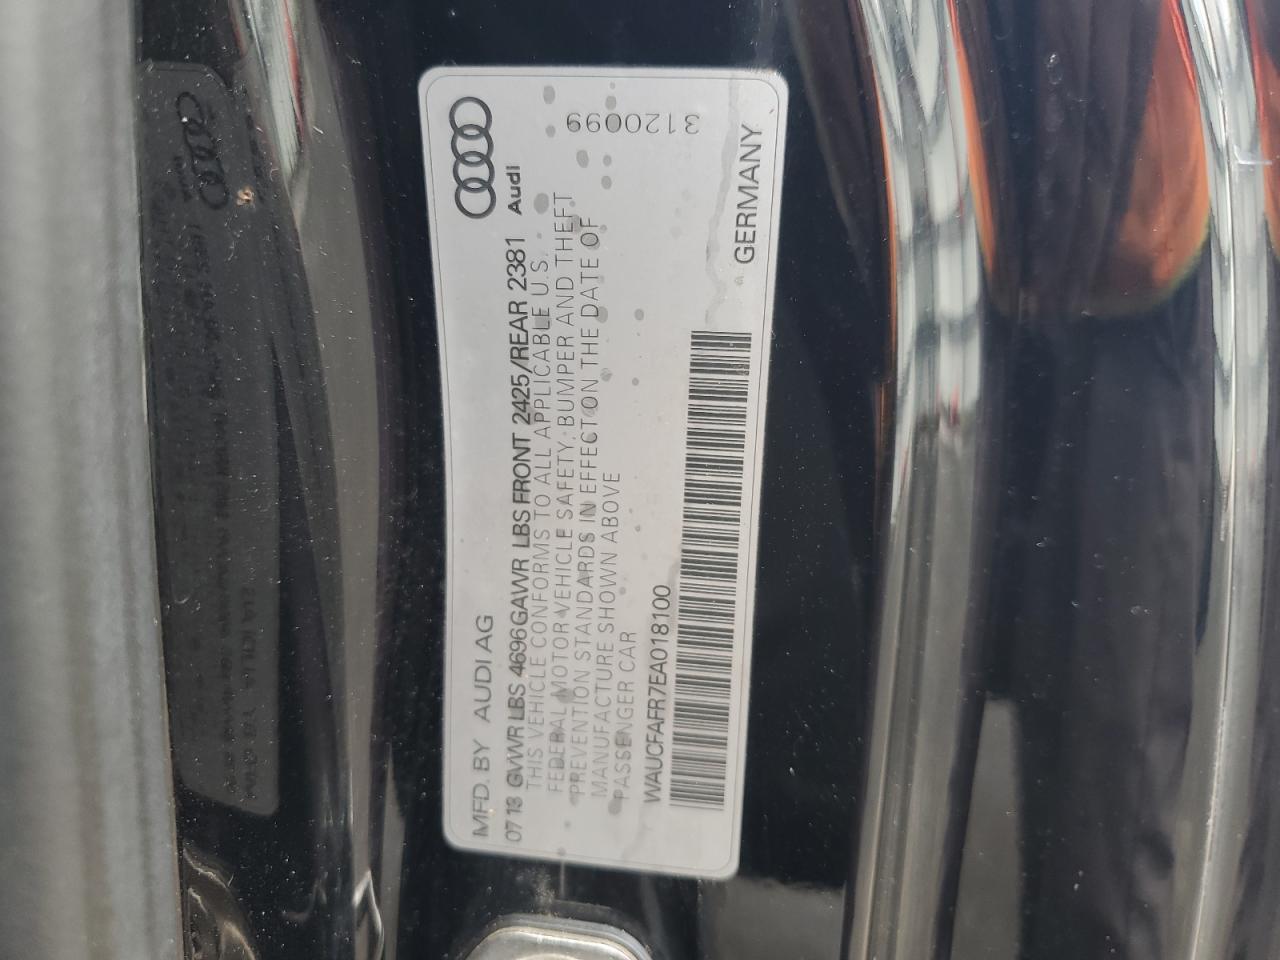 MFD. BY AUDI AG
07 13 GVWR LBS 4696 GAWR LBS FRONT 2425/REAR 2381
Audi
THIS VEHICLE CONFORMS TO ALL APPLICABLE U.S.
FEDERAL MOTOR VEHICLE SAFETY, BUMPER AND THEFT
PREVENTION STANDARDS IN EFFECT ON THE DATE OF
MANUFACTURE SHOWN ABOVE
PASSENGER CAR
WAUCFAFR7EA018100
GERMANY
3120099